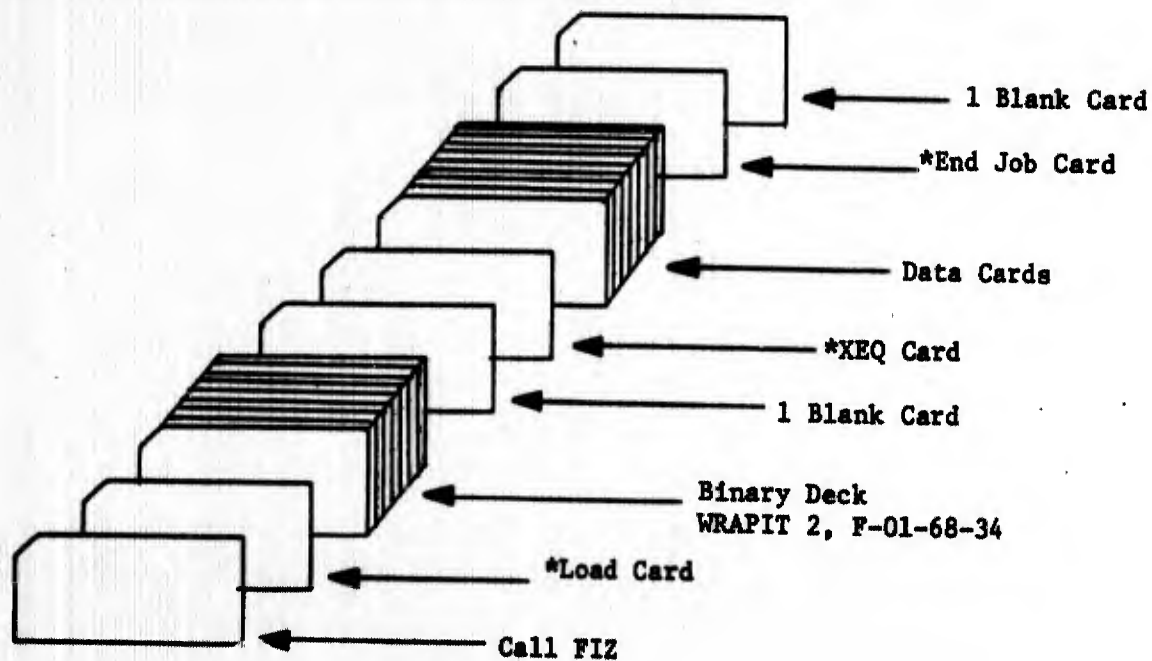 1 Blank Card
*End Job Card
Data Cards
*XEQ Card
1 Blank Card
Binary Deck
WRAPIT 2, F-01-68-34
*Load Card
Call FIZ